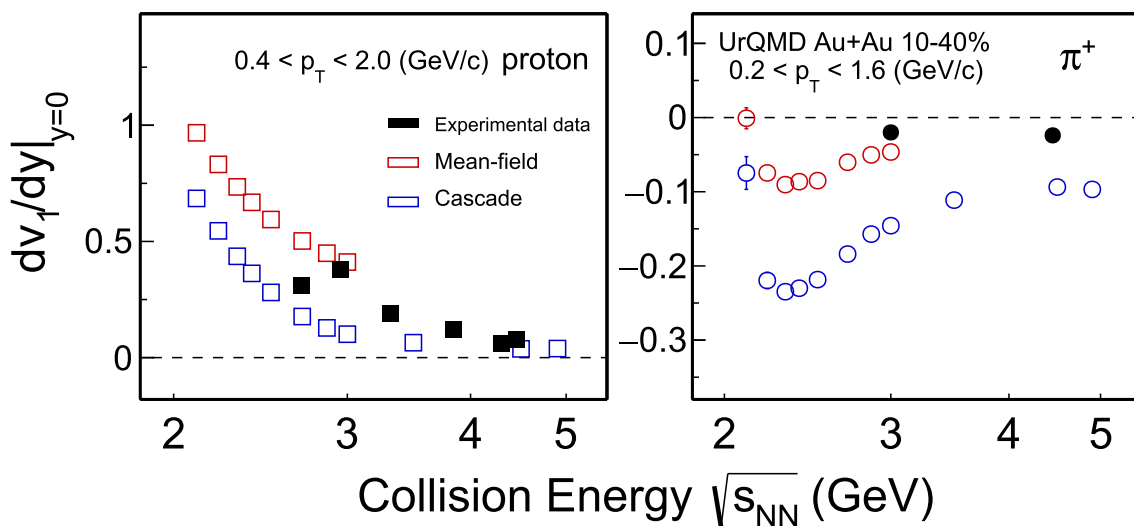 0.4 < p_T < 2.0 (GeV/c) proton
Experimental data
Mean-field
Cascade
1
0.5
0
2 3 4 5
dv_1/dy|_{y=0}
UrQMD Au+Au 10-40%
0.2 < p_T < 1.6 (GeV/c)
π^+
0.1
0
−0.1
−0.2
−0.3
2 3 4 5
Collision Energy √s_{NN} (GeV)